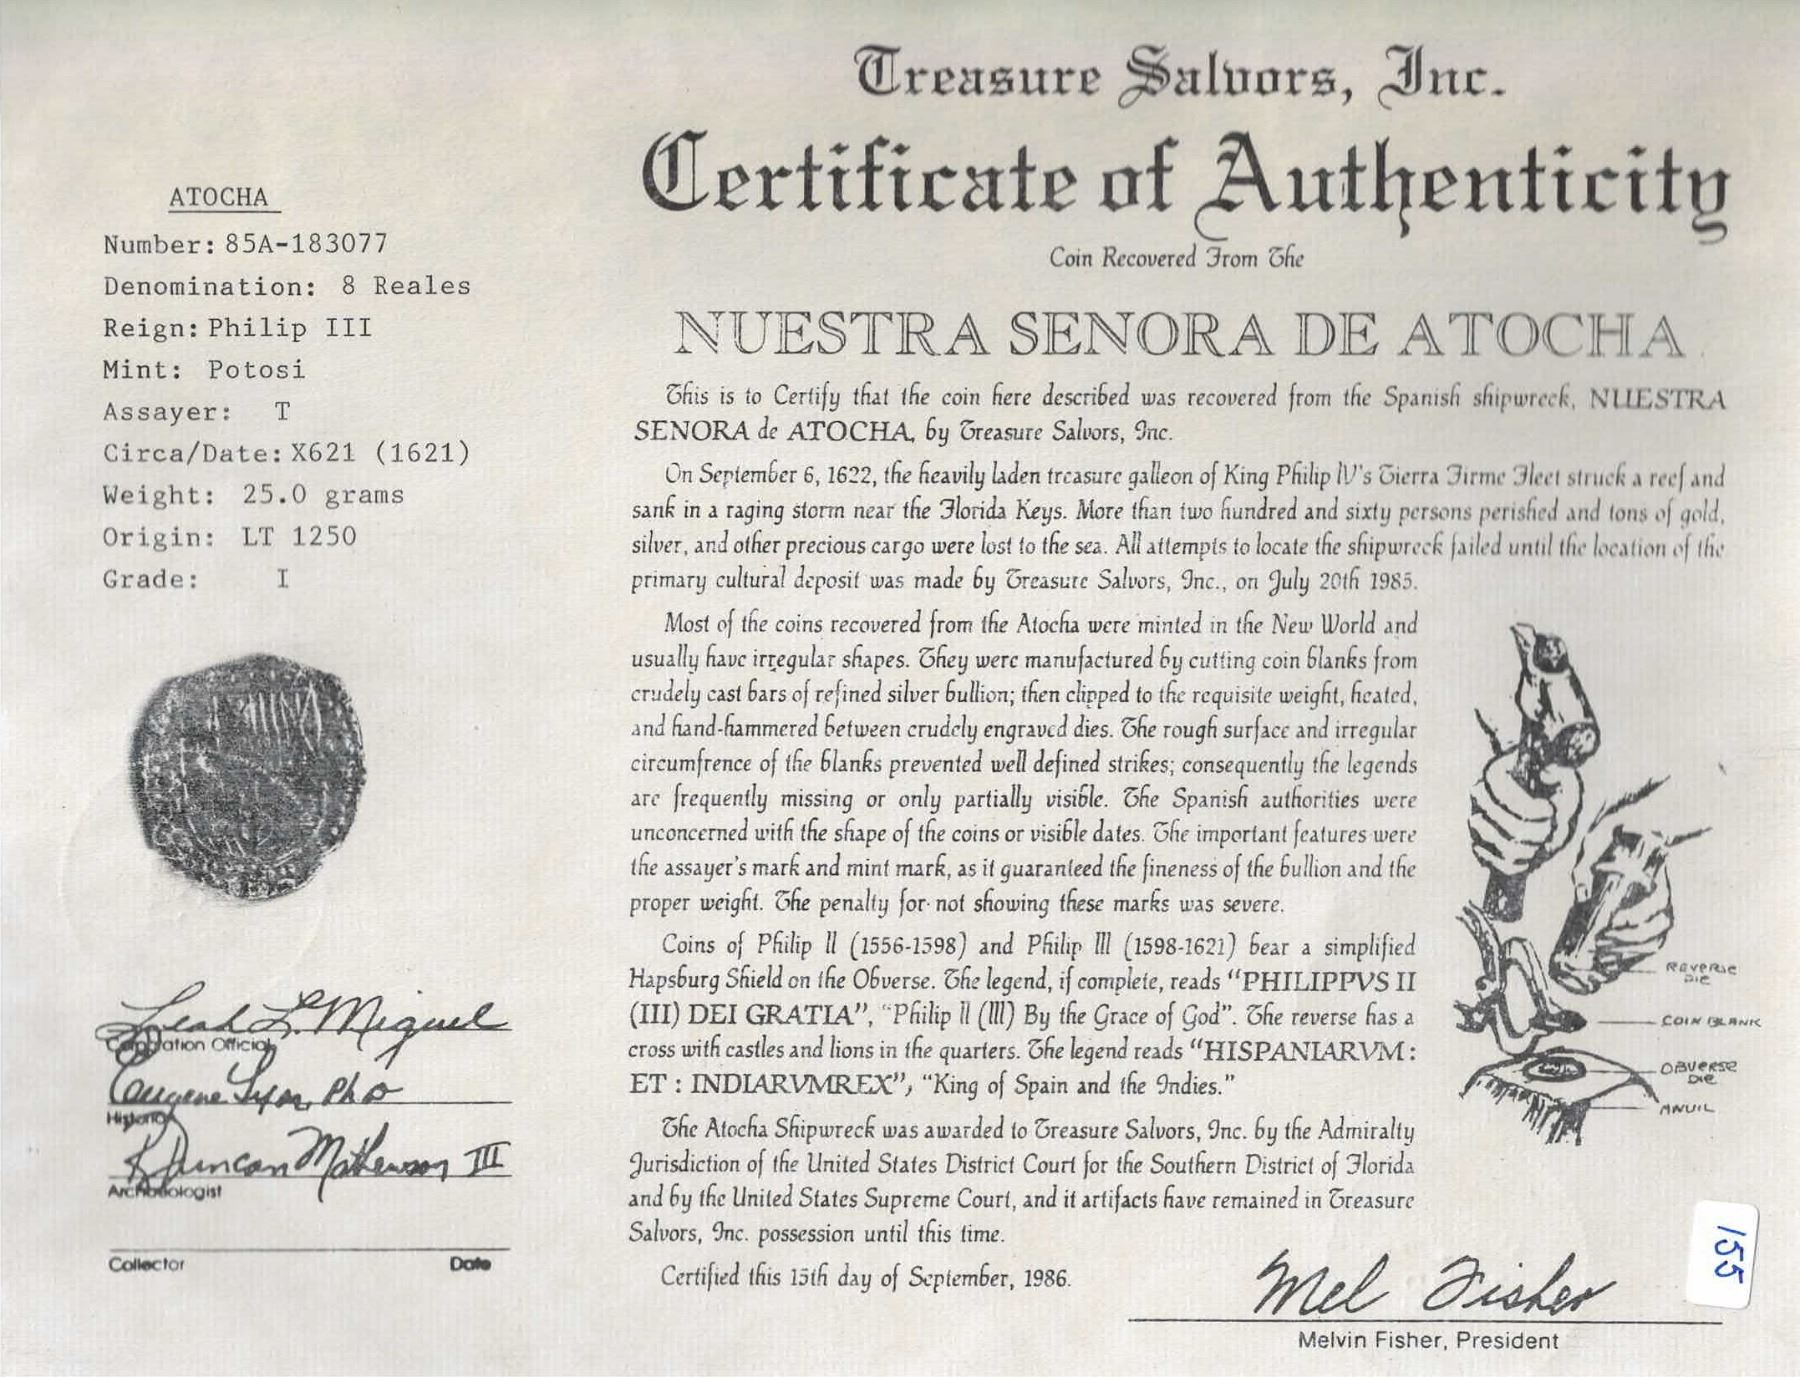 ATOCHA
Number: 85A-183077
Denomination: 8 Reales
Reign: Philip III
Mint: Potosi
Assayer: T
Circa/Date: X621 (1621)
Weight: 25.0 grams
Origin: LT 1250
Grade: I
Leah L. Miguel
Corporation Official
Eugene Lyon, PhD
Historian
R. Duncan Mathewson III
Archaeologist
Collector Date
Treasure Salvors, Inc.
Certificate of Authenticity
Coin Recovered From The
NUESTRA SENORA DE ATOCHA
This is to Certify that the coin here described was recovered from the Spanish shipwreck, NUESTRA
SENORA de ATOCHA, by Treasure Salvors, Inc.
On September 6, 1622, the heavily laden treasure galleon of King Philip IV's Tierra Firme Fleet struck a reef and
sank in a raging storm near the Florida Keys. More than two hundred and sixty persons perished and tons of gold,
silver, and other precious cargo were lost to the sea. All attempts to locate the shipwreck failed until the location of the
primary cultural deposit was made by Treasure Salvors, Inc., on July 20th 1985.
Most of the coins recovered from the Atocha were minted in the New World and
usually have irregular shapes. They were manufactured by cutting coin blanks from
crudely cast bars of refined silver bullion; then clipped to the requisite weight, heated,
and hand-hammered between crudely engraved dies. The rough surface and irregular
circumfrence of the blanks prevented well defined strikes; consequently the legends
are frequently missing or only partially visible. The Spanish authorities were
unconcerned with the shape of the coins or visible dates. The important features were
the assayer's mark and mint mark, as it guaranteed the fineness of the bullion and the
proper weight. The penalty for not showing these marks was severe.
Coins of Philip II (1556-1598) and Philip III (1598-1621) bear a simplified
Hapsburg Shield on the Obverse. The legend, if complete, reads “PHILIPPVS II
(III) DEI GRATIA”, “Philip II (III) By the Grace of God”. The reverse has a
cross with castles and lions in the quarters. The legend reads “HISPANIARVM :
ET : INDIARVMREX”, “King of Spain and the Indies.”
The Atocha Shipwreck was awarded to Treasure Salvors, Inc. by the Admiralty
Jurisdiction of the United States District Court for the Southern District of Florida
and by the United States Supreme Court, and it artifacts have remained in Treasure
Salvors, Inc. possession until this time.
Certified this 15th day of September, 1986.
REVERSE
DIE
COIN BLANK
OBVERSE
DIE
ANVIL
155
Mel Fisher
Melvin Fisher, President